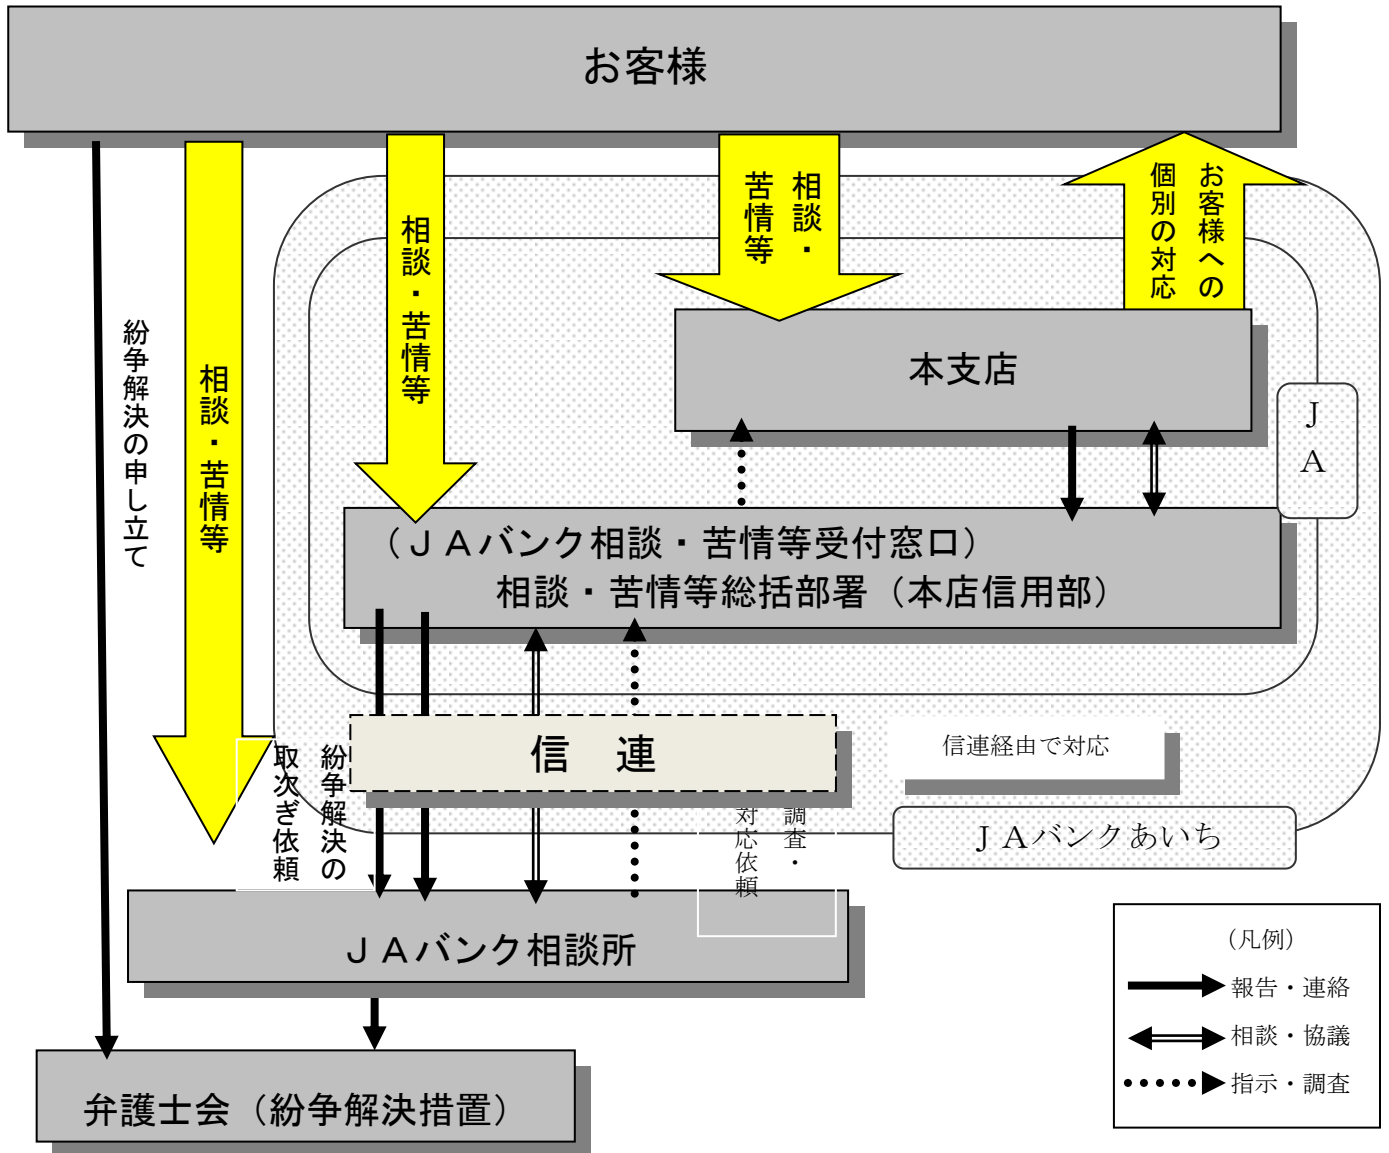 お客様
紛争解決の申し立て
相談・苦情等
相談・苦情等
相談・
苦情等
お客様への
個別の対応
本支店
ＪＡ
（ＪＡバンク相談・苦情等受付窓口）
相談・苦情等総括部署（本店信用部）
信　連
信連経由で対応
紛争解決の
取次ぎ依頼
調査・
対応依頼
ＪＡバンクあいち
ＪＡバンク相談所
弁護士会（紛争解決措置）
（凡例）
報告・連絡
相談・協議
指示・調査